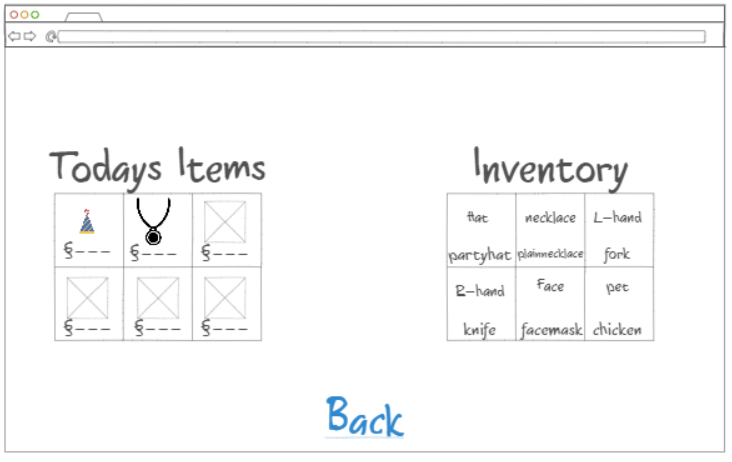 Todays Items
§--- §--- §---
§--- §--- §---
Inventory
Hat necklace L-hand
partyhat plainnecklace fork
R-hand Face pet
knife facemask chicken
Back